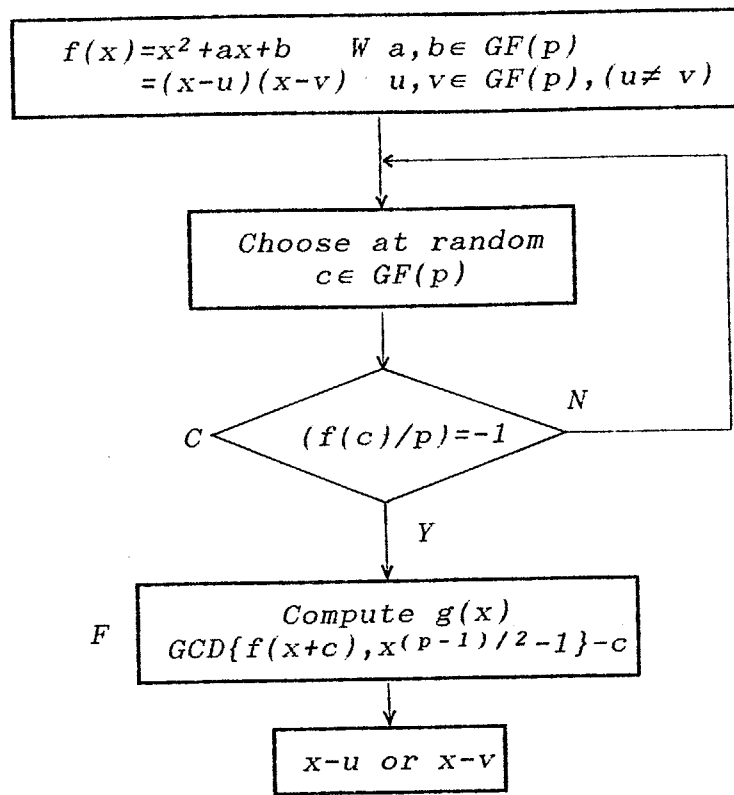 f(x)=x²+ax+b W a,b∈ GF(p)
=(x-u)(x-v) u,v∈ GF(p),(u≠ v)
Choose at random
c∈ GF(p)
N
C (f(c)/p)=-1
Y
Compute g(x)
F GCD{f(x+c),x^(p-1)/2-1}-c
x-u or x-v